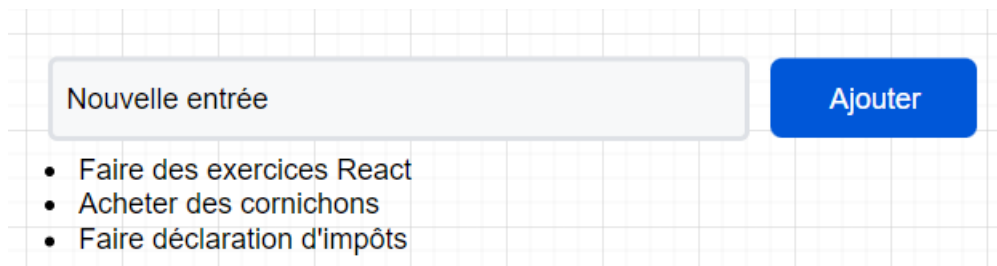 Nouvelle entrée Ajouter
Faire des exercices React
Acheter des cornichons
Faire déclaration d'impôts